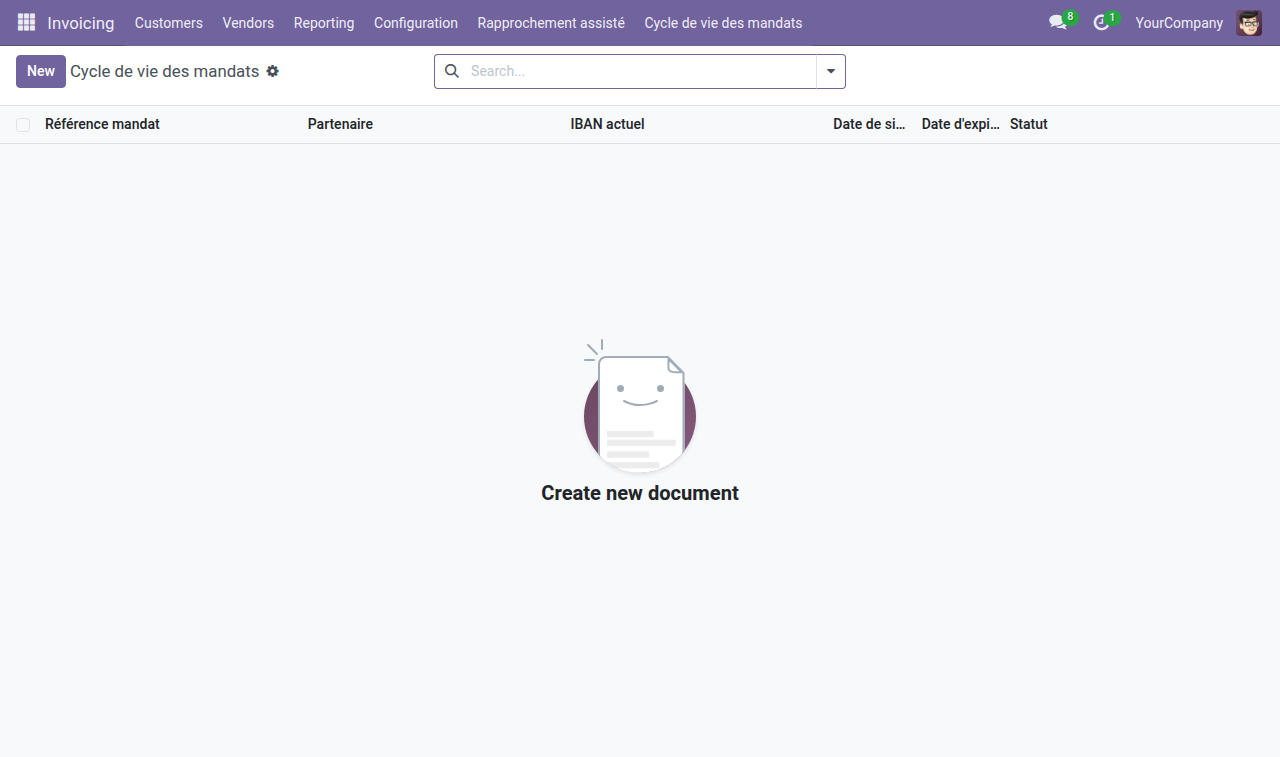 Invoicing Customers Vendors Reporting Configuration Rapprochement assisté Cycle de vie des mandats 8 1 YourCompany
New Cycle de vie des mandats Search...
Référence mandat Partenaire IBAN actuel Date de si... Date d'expi... Statut
Create new document